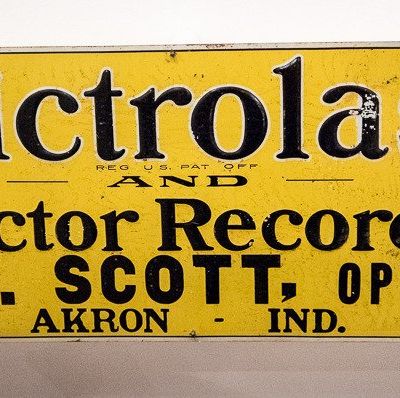 ictrolas
REG. U.S. PAT. OFF
AND
ctor Recor
. SCOTT, OP
AKRON - IND.